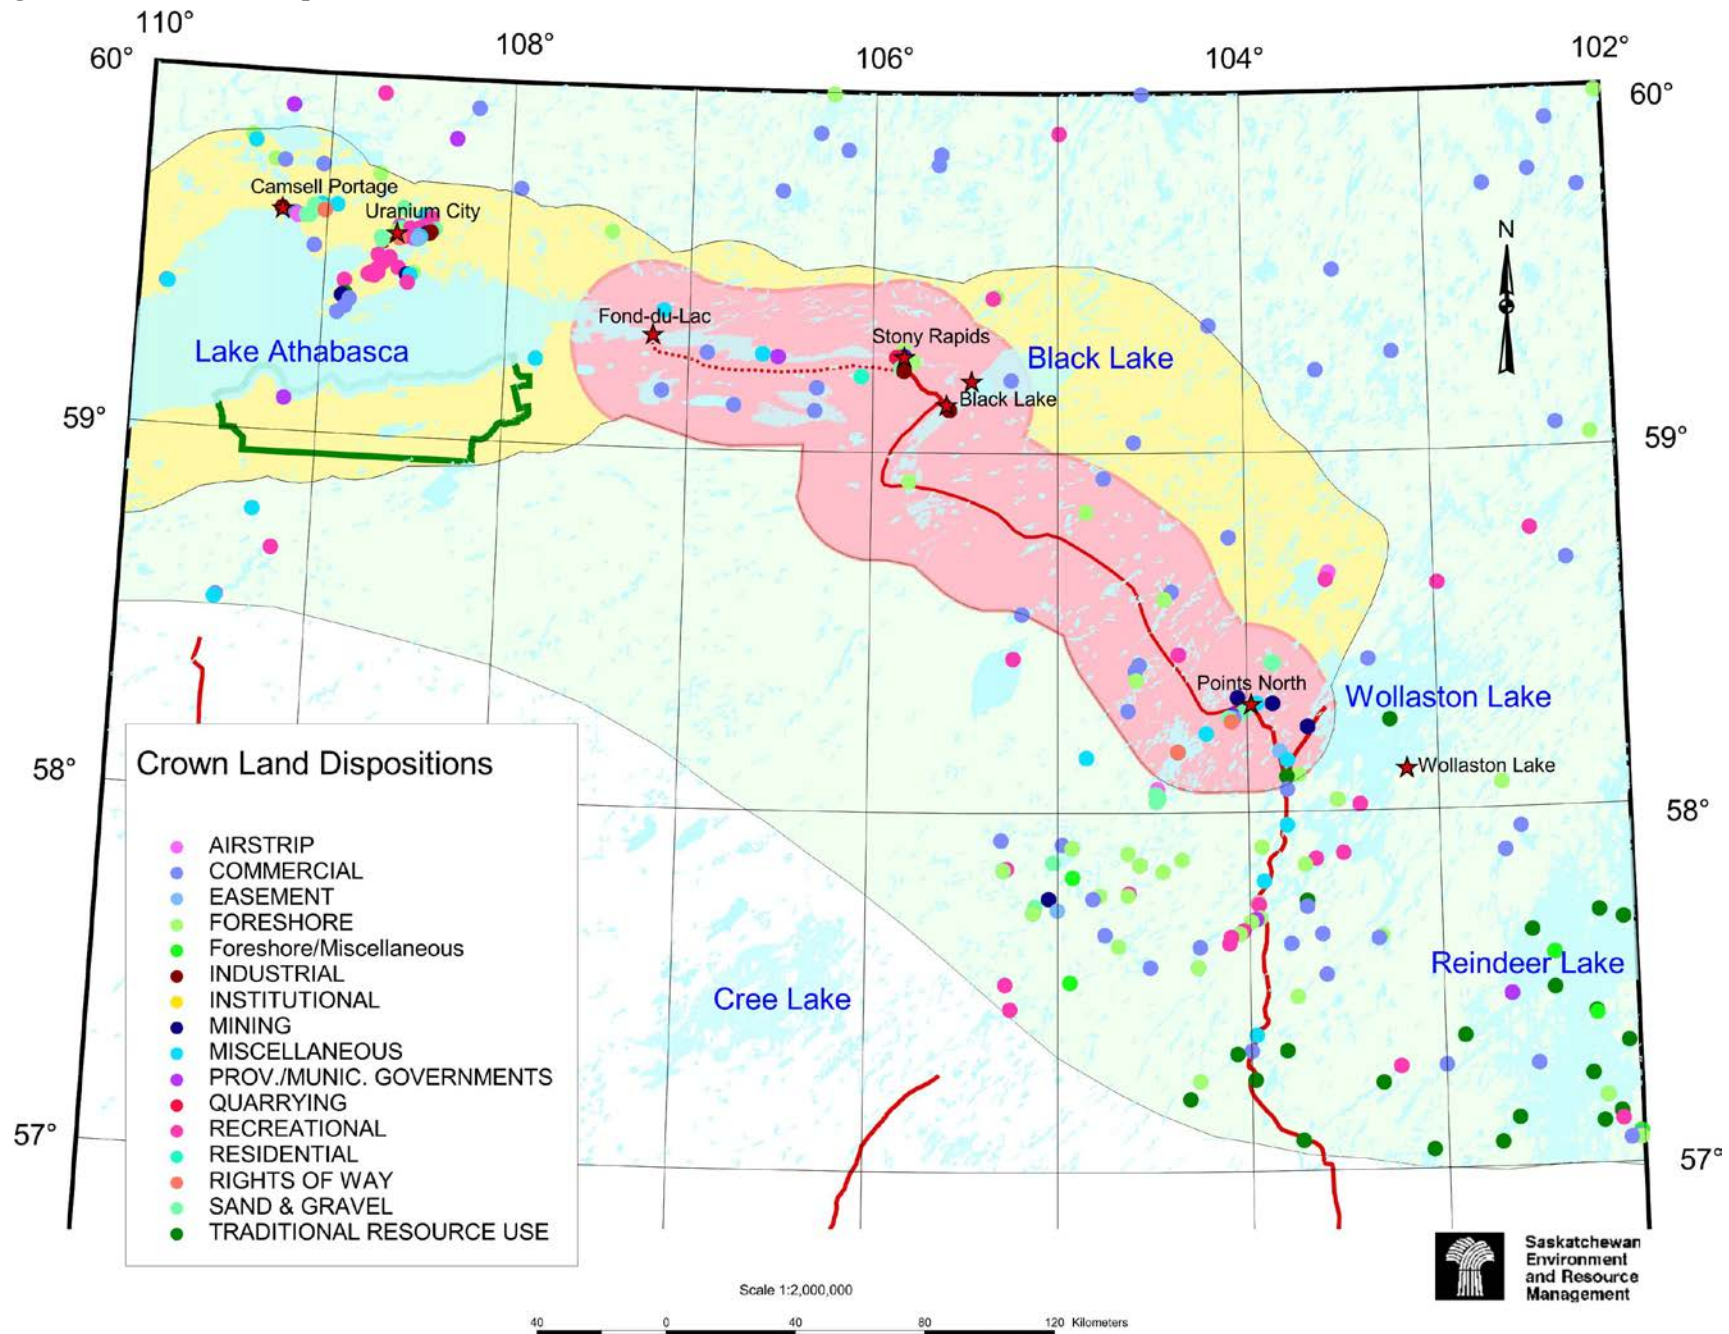 110°
108°
106°
104°
102°
60°
60°
N
Camsell Portage
Uranium City
Fond-du-Lac
Stony Rapids
Lake Athabasca
Black Lake
Black Lake
59°
59°
Points North
Wollaston Lake
Wollaston Lake
58°
58°
Crown Land Dispositions
AIRSTRIP
COMMERCIAL
EASEMENT
FORESHORE
Foreshore/Miscellaneous
INDUSTRIAL
INSTITUTIONAL
MINING
MISCELLANEOUS
PROV./MUNIC. GOVERNMENTS
QUARRYING
RECREATIONAL
RESIDENTIAL
RIGHTS OF WAY
SAND & GRAVEL
TRADITIONAL RESOURCE USE
Cree Lake
Reindeer Lake
57°
57°
Saskatchewan
Environment
and Resource
Management
Scale 1:2,000,000
40 0 40 80 120 Kilometers